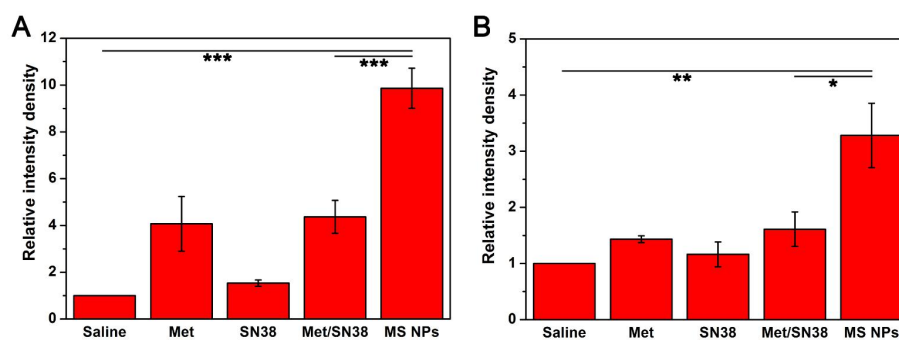 A
Relative intensity density
12
10
8
6
4
2
0
***
***
Saline Met SN38 Met/SN38 MS NPs
B
Relative intensity density
5
4
3
2
1
0
**
*
Saline Met SN38 Met/SN38 MS NPs